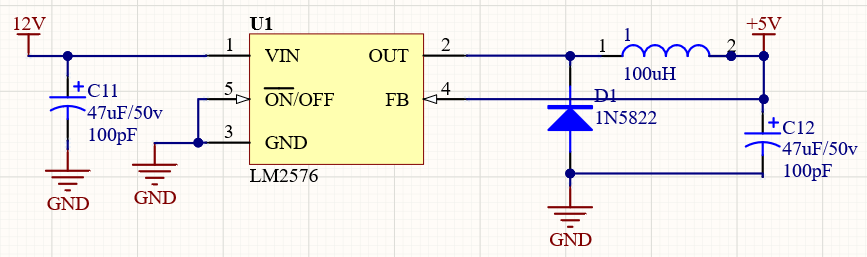 12V
U1
+5V
1
VIN
OUT
2
1
1
2
100uH
C11
47uF/50v
100pF
5
ON/OFF
FB
4
D1
1N5822
3
GND
C12
47uF/50v
100pF
LM2576
GND
GND
GND